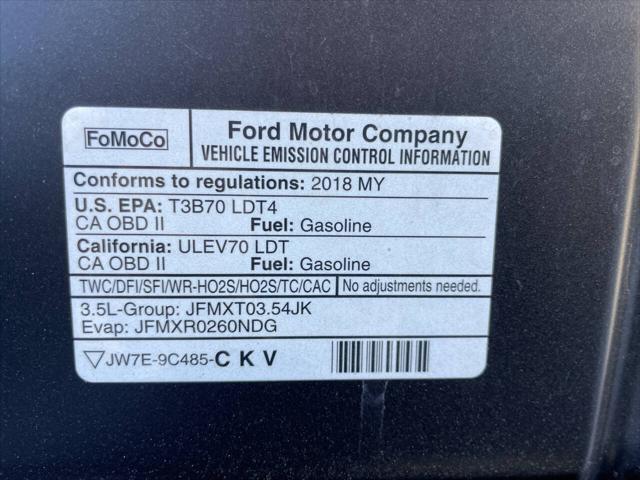 FoMoCo
Ford Motor Company
VEHICLE EMISSION CONTROL INFORMATION
Conforms to regulations: 2018 MY
U.S. EPA: T3B70 LDT4
CA OBD II Fuel: Gasoline
California: ULEV70 LDT
CA OBD II Fuel: Gasoline
TWC/DFI/SFI/WR-HO2S/HO2S/TC/CAC No adjustments needed.
3.5L-Group: JFMXT03.54JK
Evap: JFMXR0260NDG
JW7E-9C485-C K V